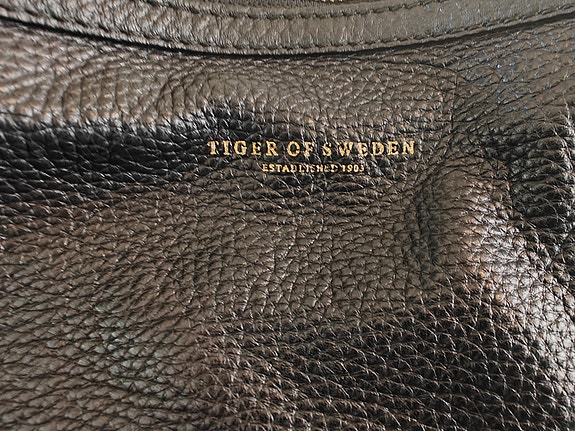 TIGER OF SWEDEN
ESTABLISHED 1903